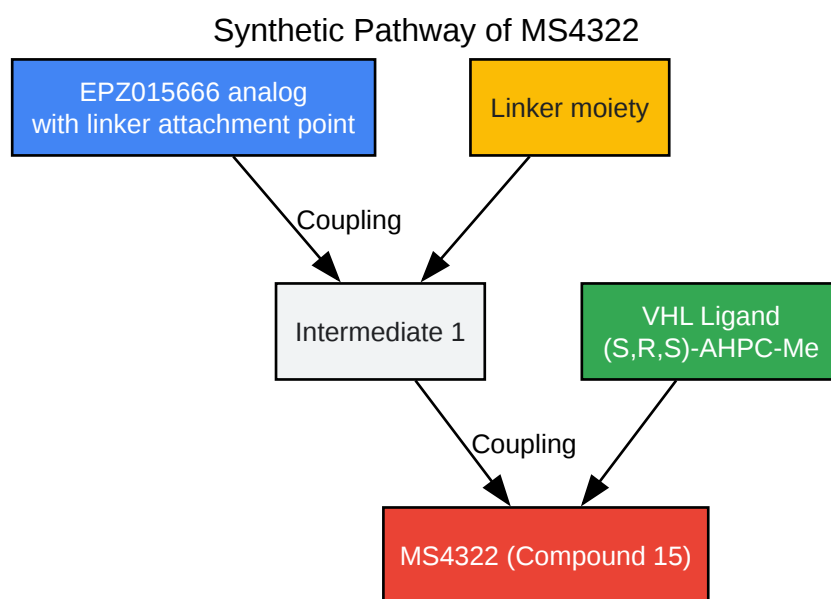 Synthetic Pathway of MS4322
EPZ015666 analog
with linker attachment point
Linker moiety
Coupling
Intermediate 1
VHL Ligand
(S,R,S)-AHPC-Me
Coupling
MS4322 (Compound 15)